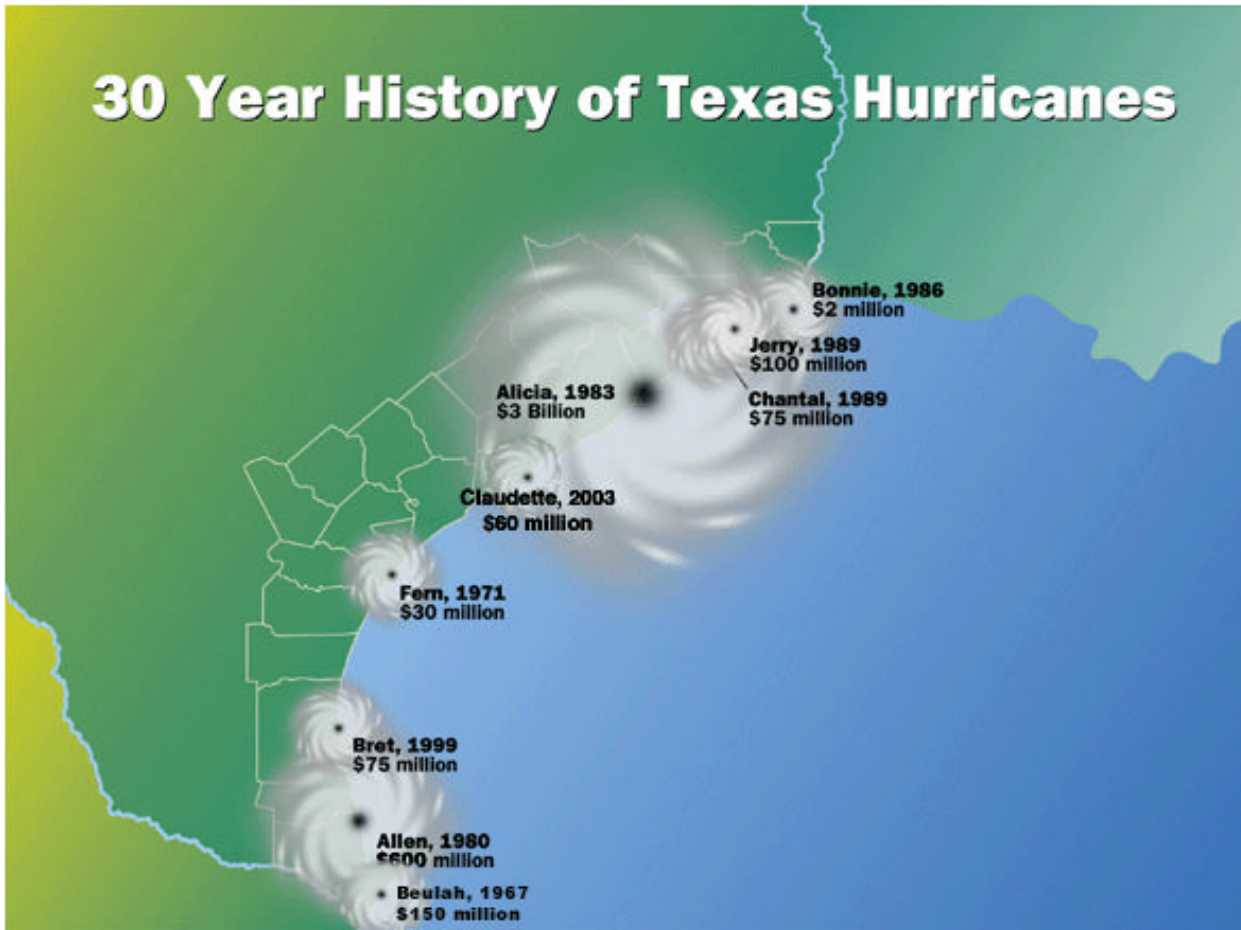 30 Year History of Texas Hurricanes
Bonnie, 1986
$2 million
Jerry, 1989
$100 million
Alicia, 1983
$3 Billion
Chantal, 1989
$75 million
Claudette, 2003
$60 million
Fern, 1971
$30 million
Bret, 1999
$75 million
Allen, 1980
$600 million
Beulah, 1967
$150 million